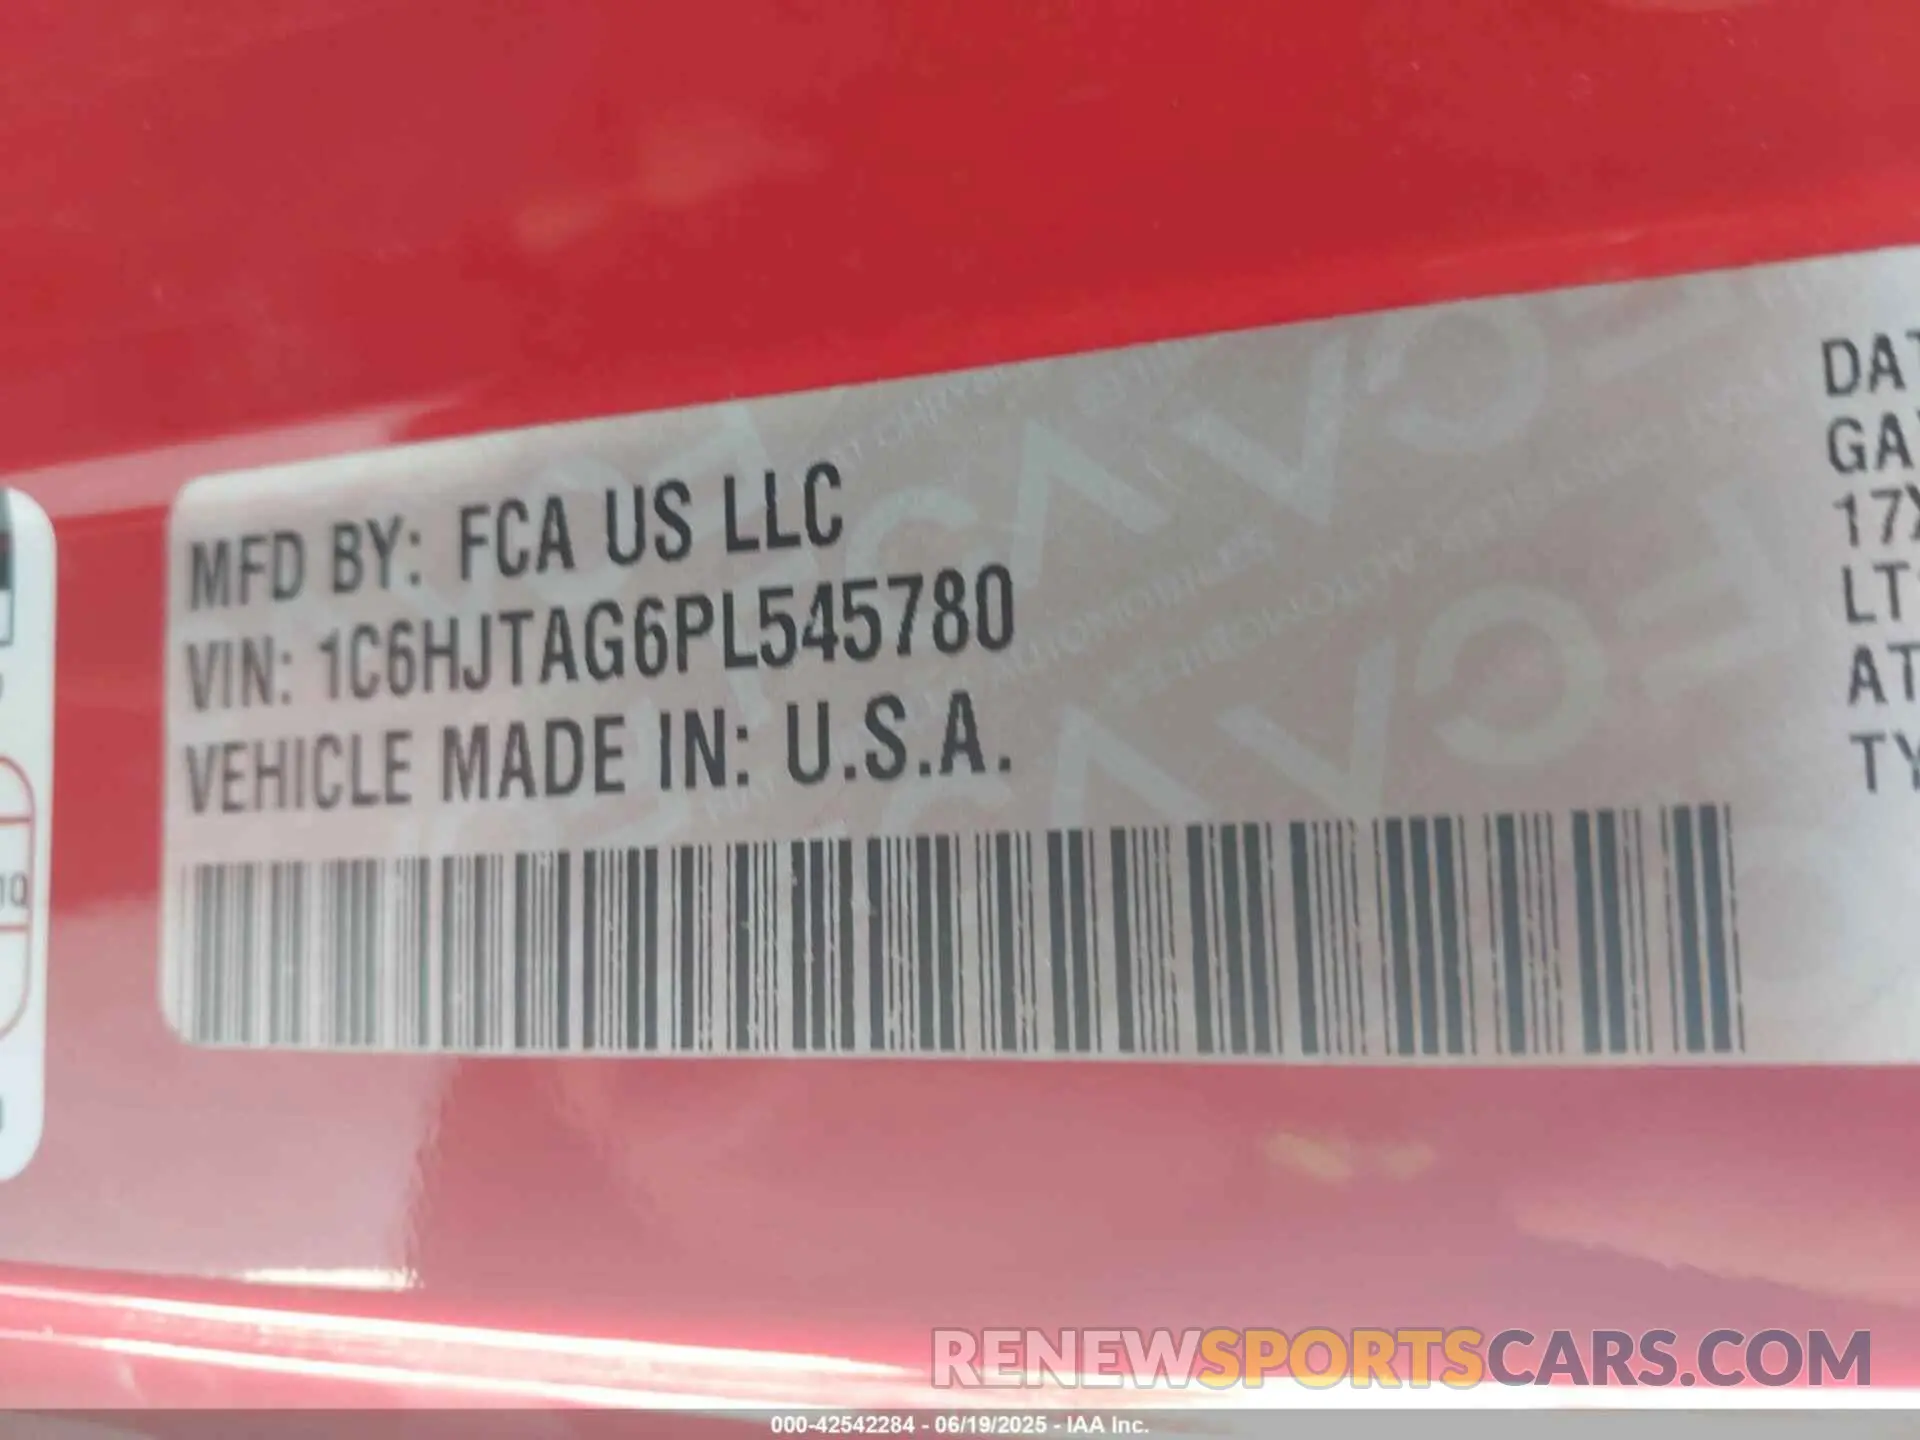 MFD BY: FCA US LLC
VIN: 1C6HJTAG6PL545780
VEHICLE MADE IN: U.S.A.
DAT
GA
17X
LT
AT
TY
1Q
RENEWSPORTSCARS.COM
000-42542284 - 06/19/2025 - IAA Inc.